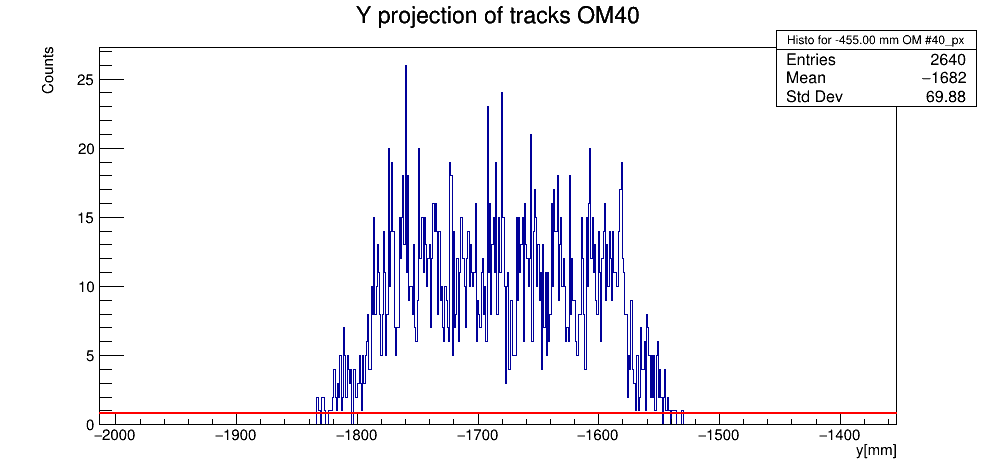 Y projection of tracks OM40
Histo for -455.00 mm OM #40_px
Entries 2640
Mean −1682
Std Dev 69.88
Counts
25
20
15
10
5
0
−2000 −1900 −1800 −1700 −1600 −1500 −1400
y[mm]